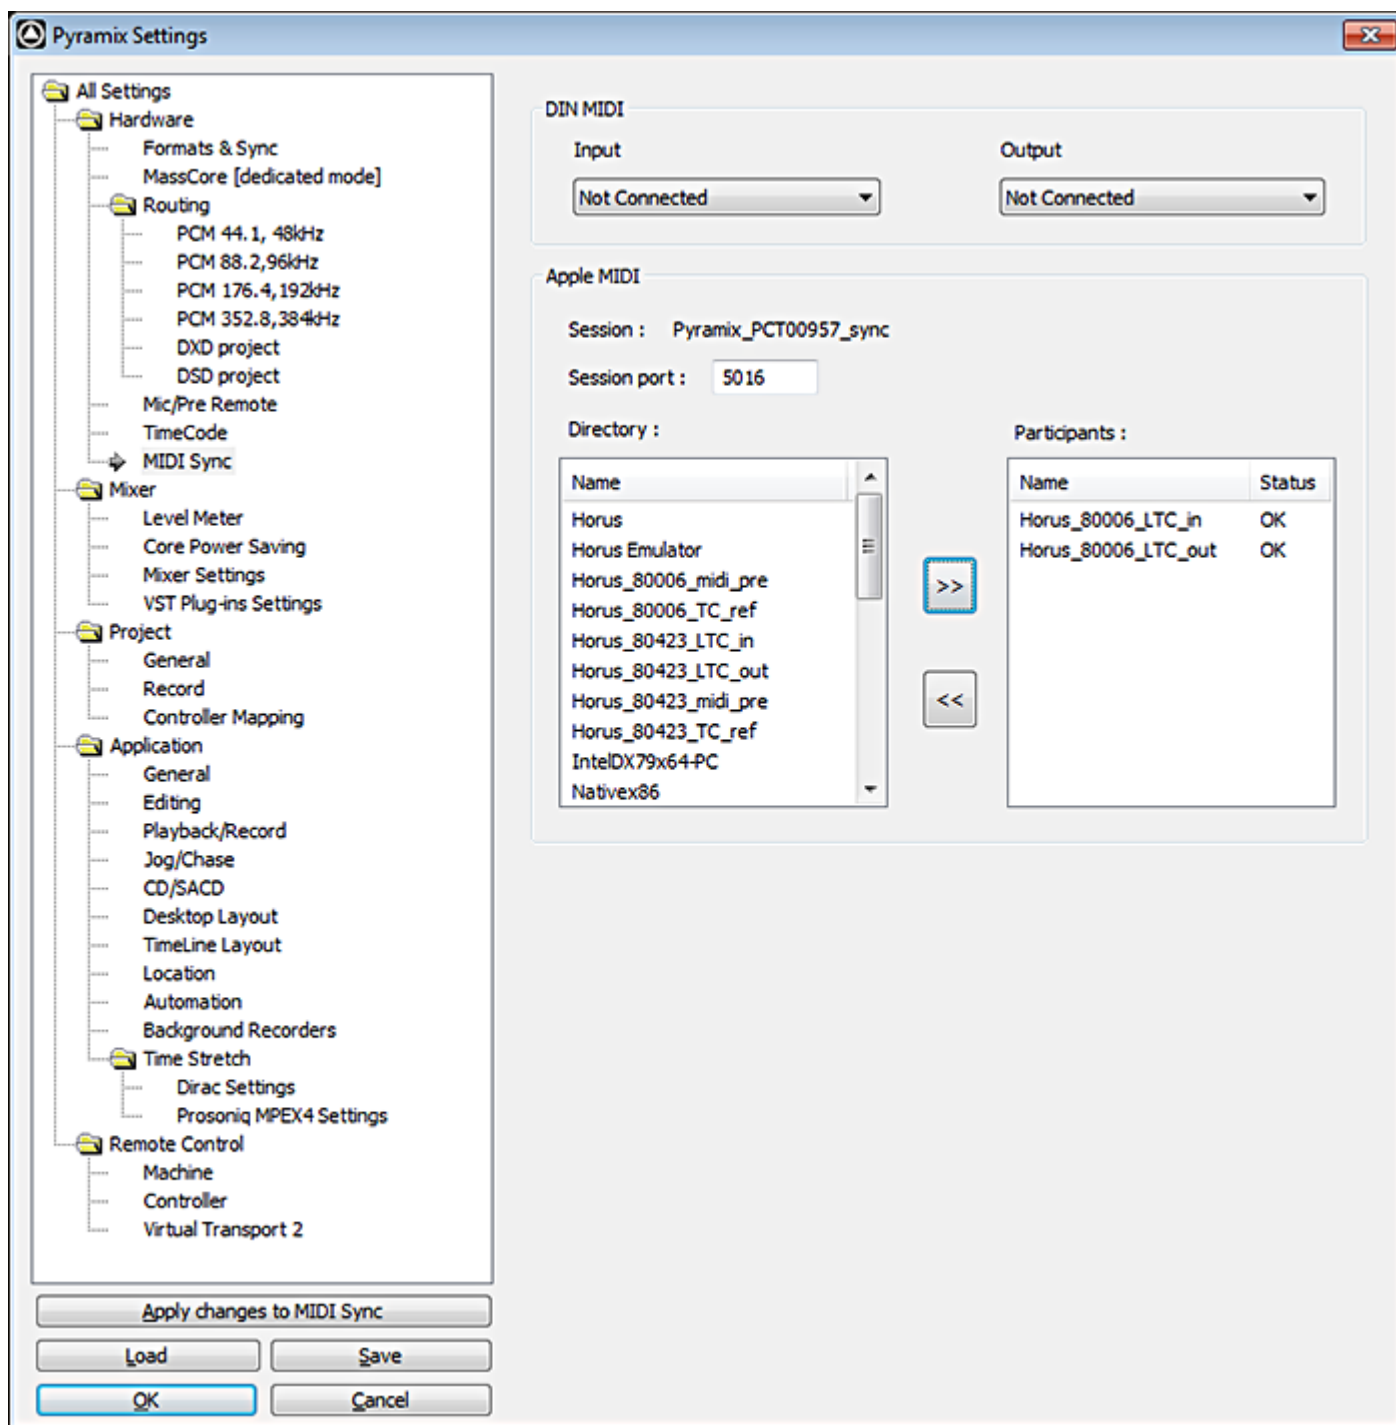 Pyramix Settings
All Settings
Hardware
Formats & Sync
MassCore [dedicated mode]
Routing
PCM 44.1, 48kHz
PCM 88.2,96kHz
PCM 176.4,192kHz
PCM 352.8,384kHz
DXD project
DSD project
Mic/Pre Remote
TimeCode
MIDI Sync
Mixer
Level Meter
Core Power Saving
Mixer Settings
VST Plug-ins Settings
Project
General
Record
Controller Mapping
Application
General
Editing
Playback/Record
Jog/Chase
CD/SACD
Desktop Layout
TimeLine Layout
Location
Automation
Background Recorders
Time Stretch
Dirac Settings
Prosoniq MPEX4 Settings
Remote Control
Machine
Controller
Virtual Transport 2
Apply changes to MIDI Sync
Load Save
OK Cancel
DIN MIDI
Input Output
Not Connected Not Connected
Apple MIDI
Session : Pyramix_PCT00957_sync
Session port : 5016
Directory :
Name
Horus
Horus Emulator
Horus_80006_midi_pre
Horus_80006_TC_ref
Horus_80423_LTC_in
Horus_80423_LTC_out
Horus_80423_midi_pre
Horus_80423_TC_ref
IntelDX79x64-PC
Nativex86
>>
<<
Participants :
Name Status
Horus_80006_LTC_in OK
Horus_80006_LTC_out OK